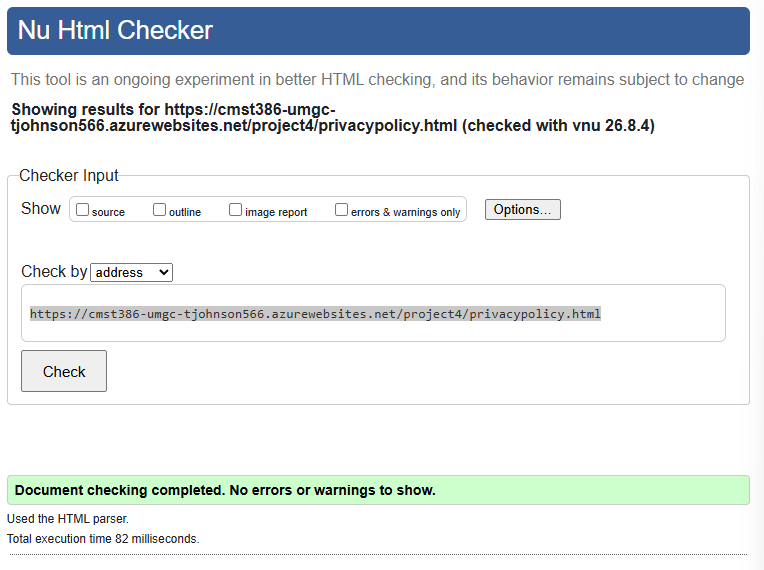 Nu Html Checker
This tool is an ongoing experiment in better HTML checking, and its behavior remains subject to change
Showing results for https://cmst386-umgc-
tjohnson566.azurewebsites.net/project4/privacypolicy.html (checked with vnu 26.8.4)
Checker Input
Show source outline image report errors & warnings only Options...
Check by address
https://cmst386-umgc-tjohnson566.azurewebsites.net/project4/privacypolicy.html
Check
Document checking completed. No errors or warnings to show.
Used the HTML parser.
Total execution time 82 milliseconds.